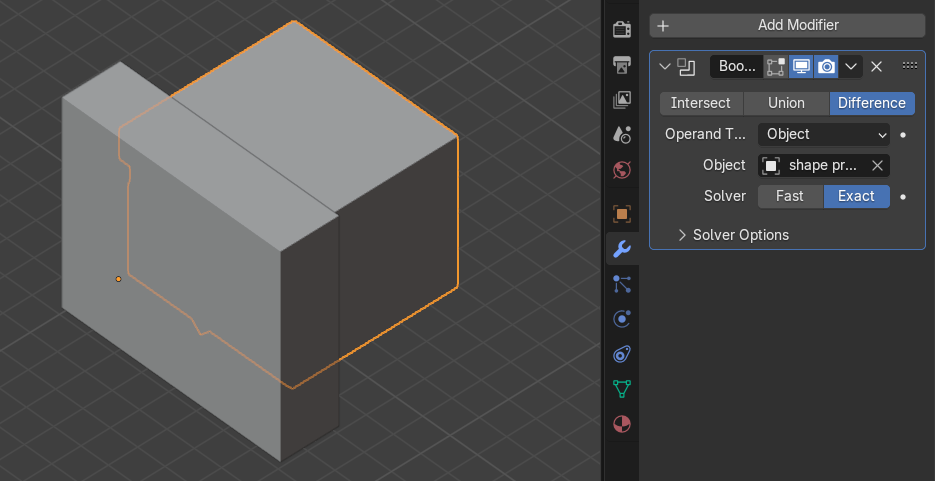 Add Modifier
Boo...
Intersect Union Difference
Operand T... Object
Object shape pr...
Solver Fast Exact
Solver Options